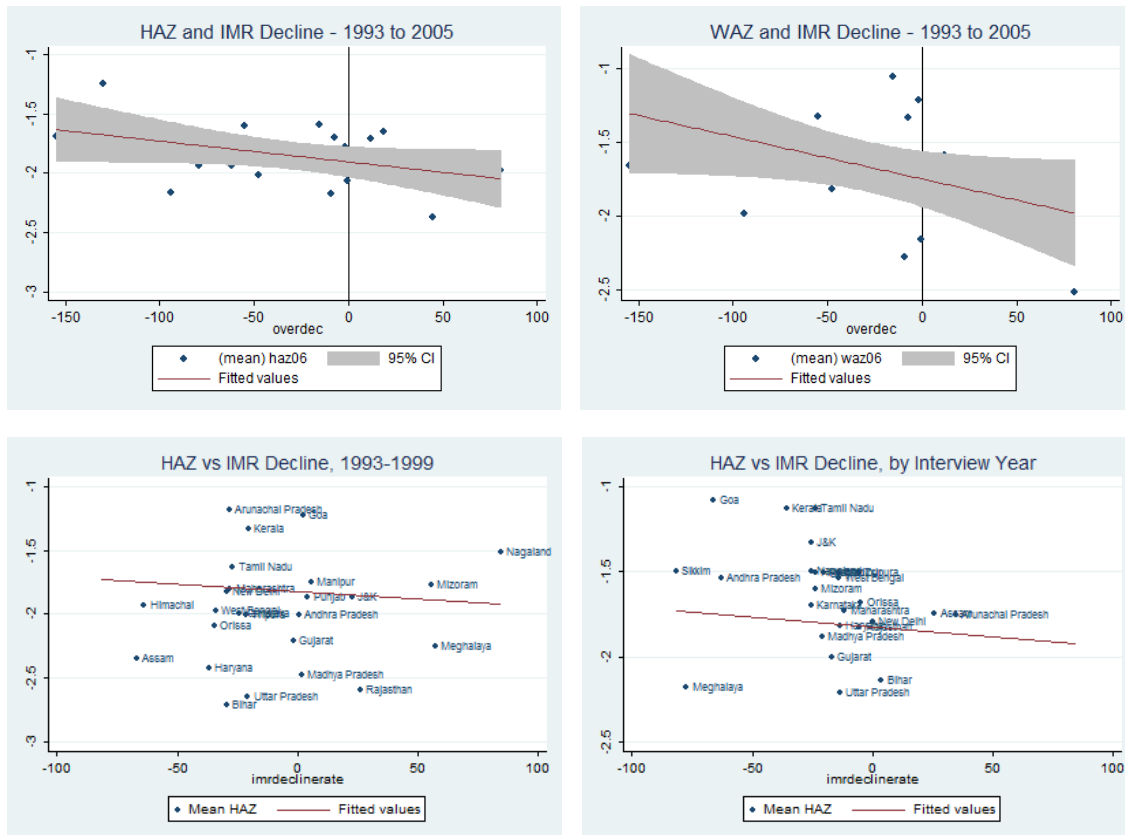 HAZ and IMR Decline - 1993 to 2005
-1
-1.5
-2
-2.5
-3
-150
-100
-50
0
50
100
overdec
(mean) haz06
95% CI
Fitted values
WAZ and IMR Decline - 1993 to 2005
-1
-1.5
-2
-2.5
-150
-100
-50
0
50
100
overdec
(mean) waz06
95% CI
Fitted values
HAZ vs IMR Decline, 1993-1999
-1
-1.5
-2
-2.5
-3
Arunachal Pradesh
Goa
Kerala
Nagaland
Tamil Nadu
Manipur
Mizoram
Maharashtra
New Delhi
Punjab
J&K
Himachal
West Bengal
Tripura
Andhra Pradesh
Orissa
Gujarat
Meghalaya
Assam
Haryana
Madhya Pradesh
Rajasthan
Uttar Pradesh
Bihar
-100
-50
0
50
100
imrdeclinerate
Mean HAZ
Fitted values
HAZ vs IMR Decline, by Interview Year
-1
-1.5
-2
-2.5
Goa
Kerala
Tamil Nadu
J&K
Sikkim
Tripura
Andhra Pradesh
West Bengal
Mizoram
Karnataka
Orissa
Maharashtra
Assam
Arunachal Pradesh
New Delhi
Madhya Pradesh
Gujarat
Meghalaya
Bihar
Uttar Pradesh
-100
-50
0
50
100
imrdeclinerate
Mean HAZ
Fitted values